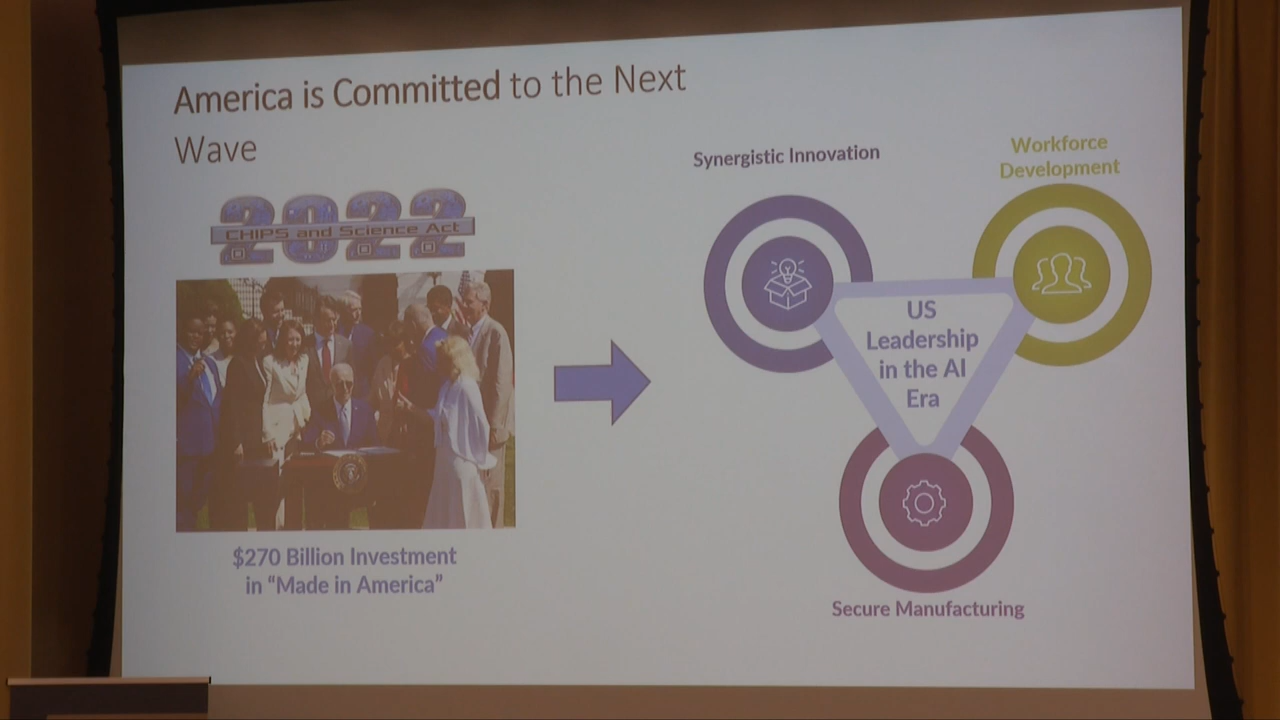 America is Committed to the Next
Wave
2022
CHIPS and Science Act
$270 Billion Investment
in “Made in America”
Synergistic Innovation
Workforce
Development
US
Leadership
in the AI
Era
Secure Manufacturing